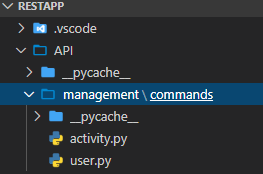 RESTAPP
.vscode
API
__pycache__
management \ commands
__pycache__
activity.py
user.py